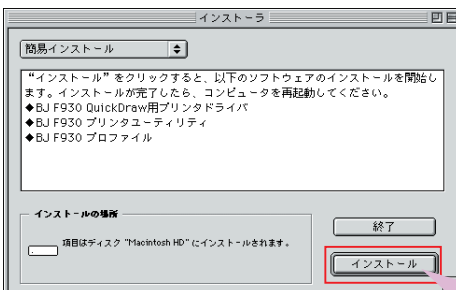 インストーラ
簡易インストール
“インストール”をクリックすると、以下のソフトウェアのインストールを開始し
ます。インストールが完了したら、コンピュータを再起動してください。
◆BJ F930 QuickDraw用プリンタドライバ
◆BJ F930 プリンタユーティリティ
◆BJ F930 プロファイル
インストールの場所
項目はディスク "Macintosh HD" にインストールされます。
終了
インストール